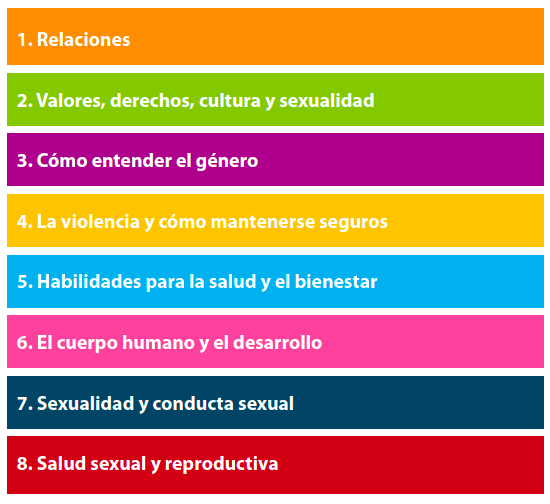 1. Relaciones
2. Valores, derechos, cultura y sexualidad
3. Cómo entender el género
4. La violencia y cómo mantenerse seguros
5. Habilidades para la salud y el bienestar
6. El cuerpo humano y el desarrollo
7. Sexualidad y conducta sexual
8. Salud sexual y reproductiva